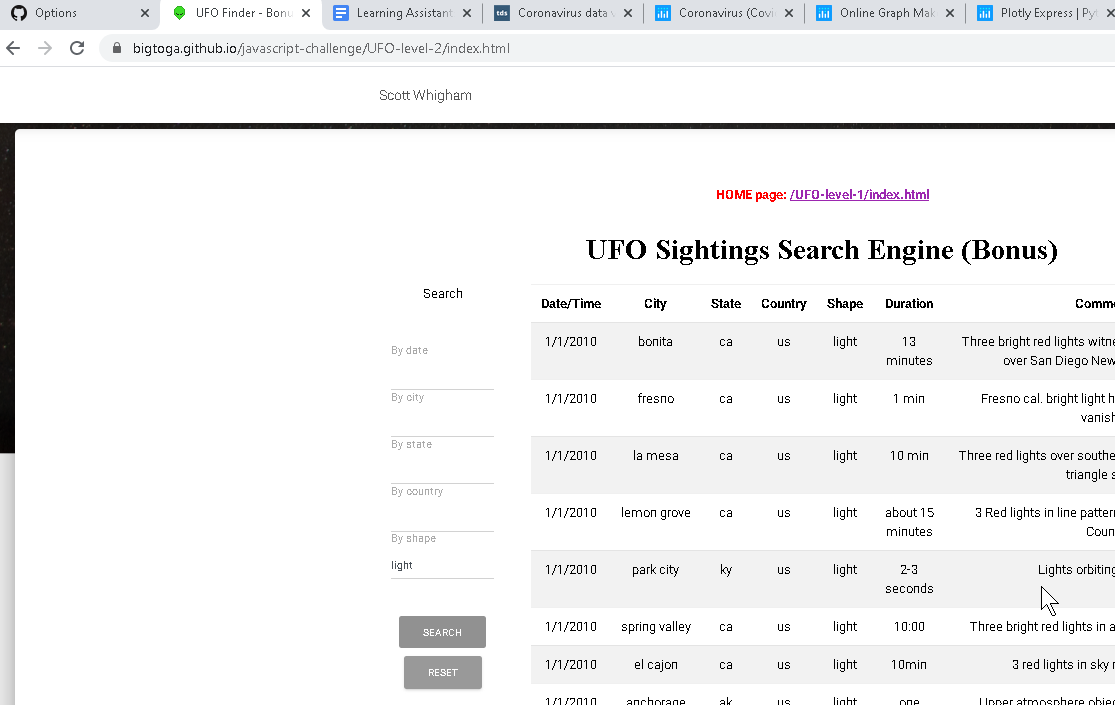 Options
UFO Finder - Bonu
Learning Assistant
tds
Coronavirus data v
Coronavirus (Covi
Online Graph Mak
Plotly Express | Pyt
bigtoga.github.io/javascript-challenge/UFO-level-2/index.html
Scott Whigham
HOME page: /UFO-level-1/index.html
UFO Sightings Search Engine (Bonus)
Search
By date
By city
By state
By country
By shape
light
SEARCH
RESET
Date/Time City State Country Shape Duration Comme
1/1/2010 bonita ca us light 13 minutes Three bright red lights witne
over San Diego New
1/1/2010 fresno ca us light 1 min Fresno cal. bright light h
vanish
1/1/2010 la mesa ca us light 10 min Three red lights over southe
triangle s
1/1/2010 lemon grove ca us light about 15 minutes 3 Red lights in line patter
Coun
1/1/2010 park city ky us light 2-3 seconds Lights orbiting
1/1/2010 spring valley ca us light 10:00 Three bright red lights in a
1/1/2010 el cajon ca us light 10min 3 red lights in sky
1/1/2010 anchorage ak us light one Upper atmosphere obje